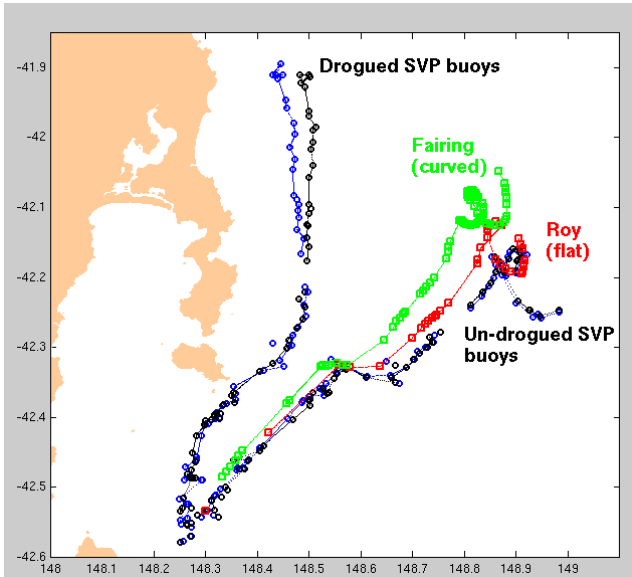 -41.9
-42
-42.1
-42.2
-42.3
-42.4
-42.5
-42.6
Drogued SVP buoys
Fairing
(curved)
Roy
(flat)
Un-drogued SVP
buoys
148 148.1 148.2 148.3 148.4 148.5 148.6 148.7 148.8 148.9 149